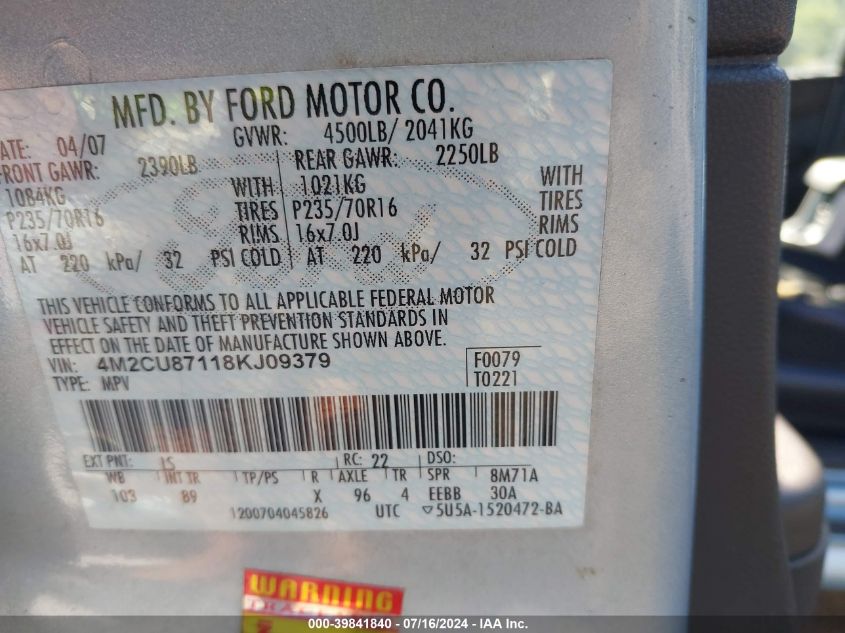 MFD. BY FORD MOTOR CO.
ATE: 04/07 GVWR: 4500LB/ 2041KG
FRONT GAWR: 2390LB REAR GAWR: 2250LB
1084KG WITH 1021KG WITH
P235/70R16 TIRES P235/70R16 TIRES
16x7.0J RIMS 16x7.0J RIMS
AT 220 kPa/ 32 PSI COLD AT 220 kPa/ 32 PSI COLD
THIS VEHICLE CONFORMS TO ALL APPLICABLE FEDERAL MOTOR
VEHICLE SAFETY AND THEFT PREVENTION STANDARDS IN
EFFECT ON THE DATE OF MANUFACTURE SHOWN ABOVE.
VIN: 4M2CU87118KJ09379 F0079
TYPE: MPV T0221
EXT PNT: IS RC: 22 DSO:
WB INT TR TP/PS R AXLE TR SPR 8M71A
103 89 X 96 4 EEBB 30A
1200704045826 UTC ▽5U5A-1520472-BA
WARNING
000-39841840 - 07/16/2024 - IAA Inc.